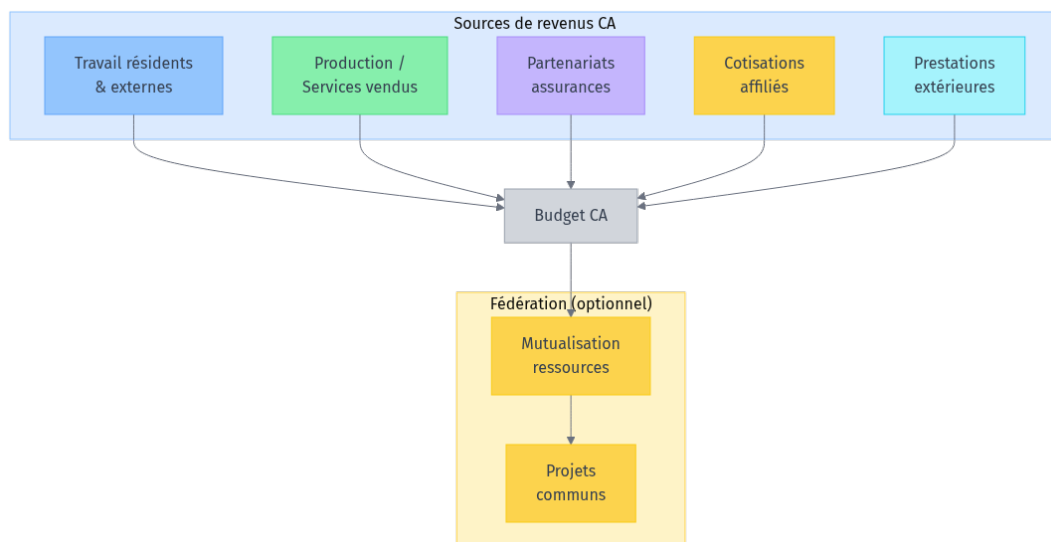 Sources de revenus CA
Travail résidents
& externes
Production /
Services vendus
Partenariats
assurances
Cotisations
affiliés
Prestations
extérieures
Budget CA
Fédération (optionnel)
Mutualisation
ressources
Projets
communs